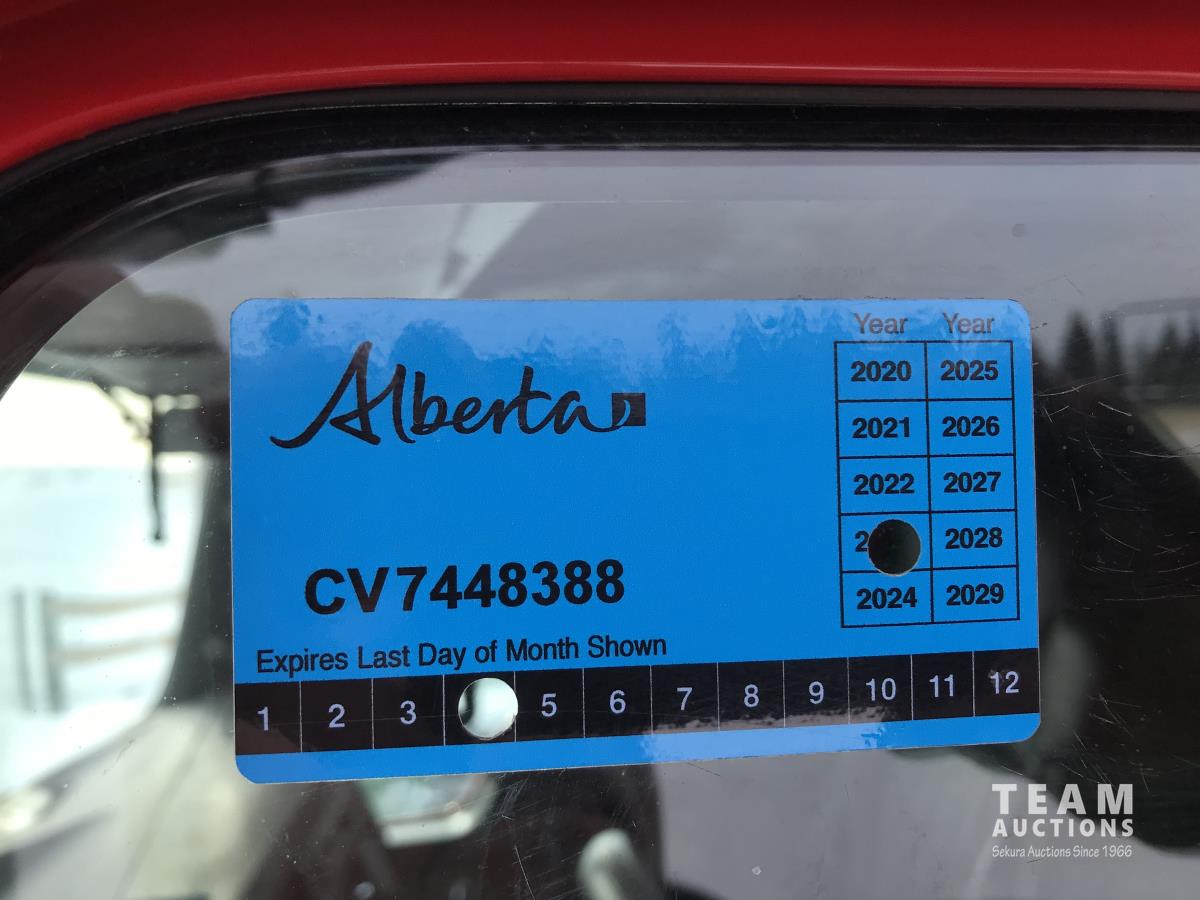 Year Year
2020 2025
Alberta
2021 2026
2022 2027
2 2028
CV7448388
2024 2029
Expires Last Day of Month Shown
1 2 3 5 6 7 8 9 10 11 12
TEAM
AUCTIONS
Sekura Auctions Since 1966